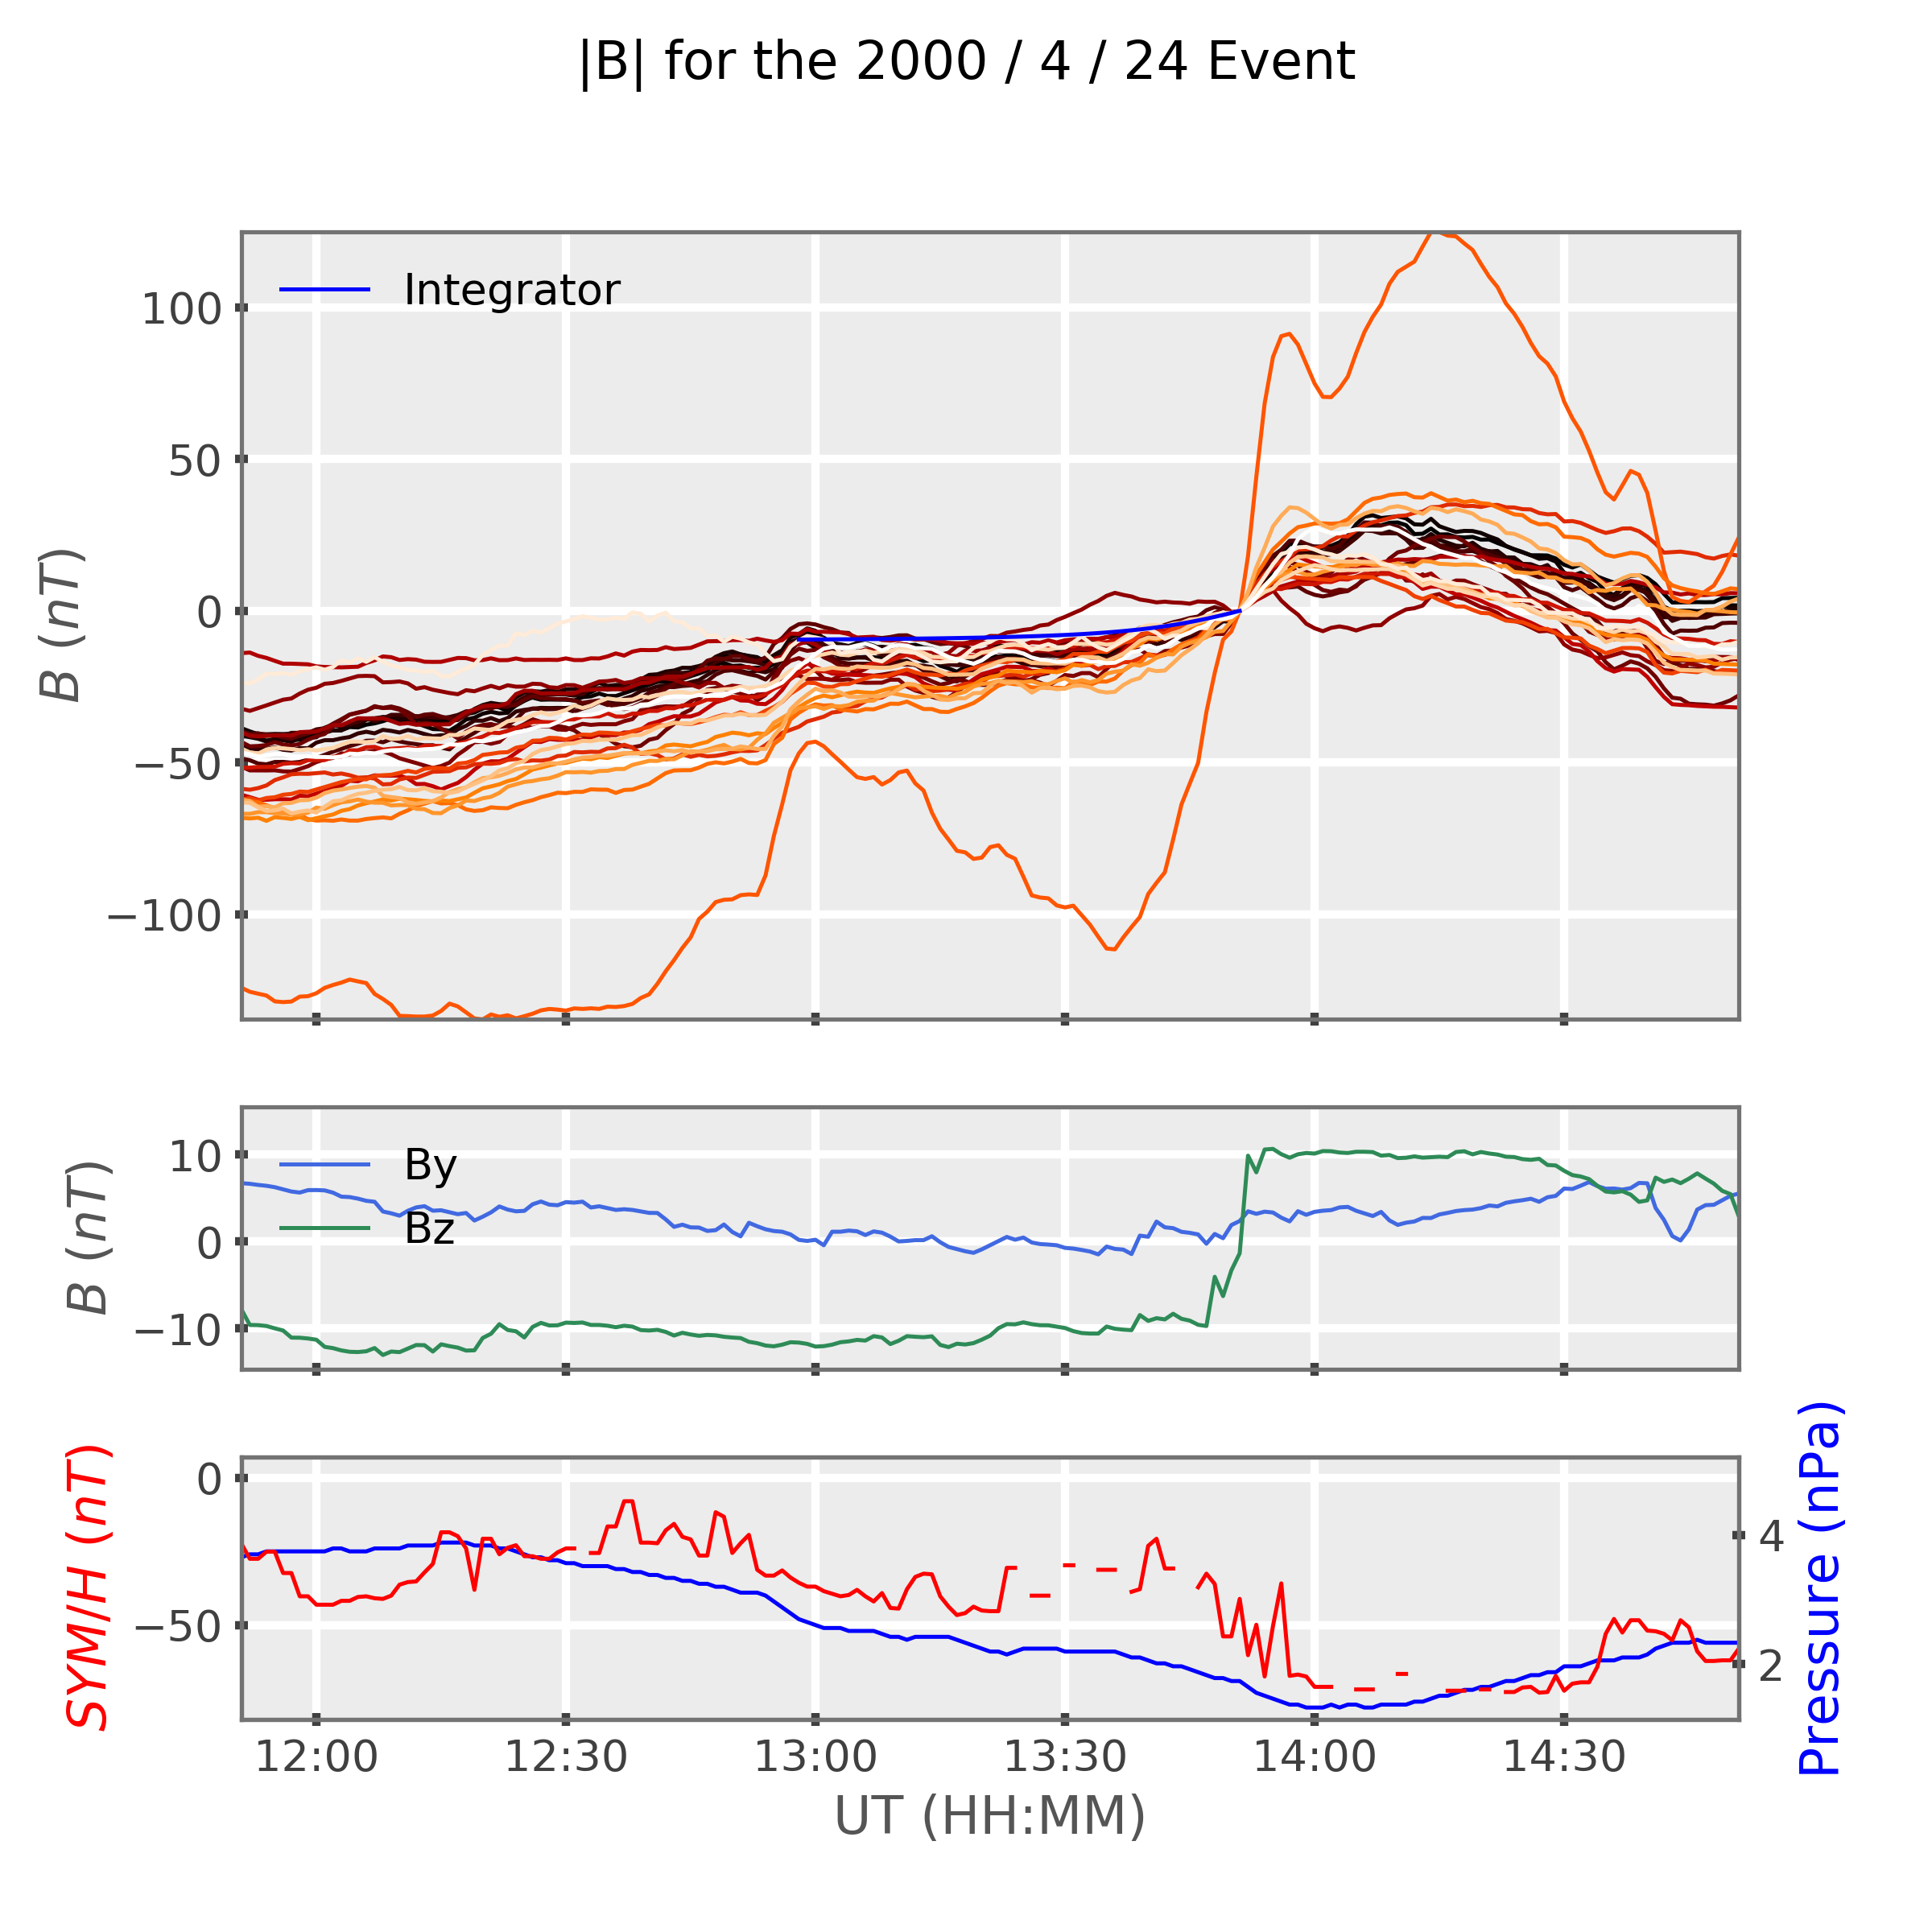 |B| for the 2000 / 4 / 24 Event
B (nT)
100
50
0
−50
−100
Integrator
B (nT)
10
0
−10
By
Bz
SYM/H (nT)
0
−50
4
2
Pressure (nPa)
12:00 12:30 13:00 13:30 14:00 14:30
UT (HH:MM)